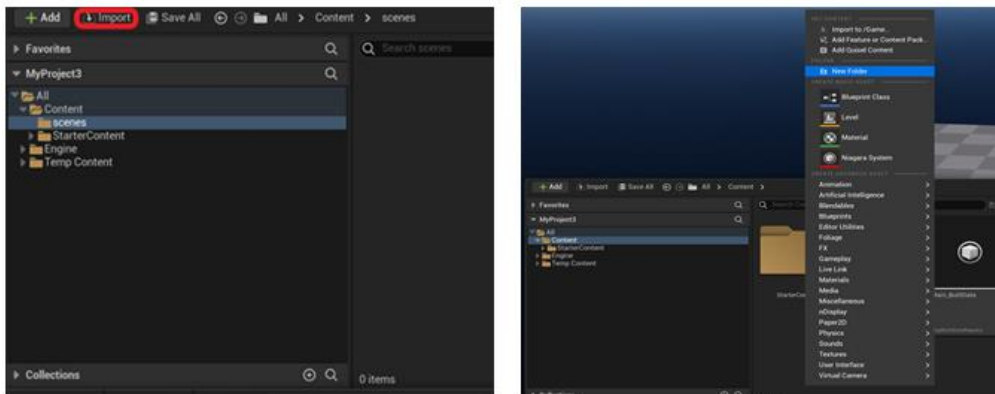 + Add Import Save All All > Content > scenes
Favorites
MyProject3
All
Content
scenes
StarterContent
Engine
Temp Content
Collections
Search scenes
0 items
Import to /Game...
Add Feature or Content Pack...
Add Quixel Content
New Folder
Blueprint Class
Level
Material
Niagara System
Animation
Artificial Intelligence
Blendables
Blueprints
Editor Utilities
Foliage
FX
Gameplay
Live Link
Materials
Media
Miscellaneous
nDisplay
Paper2D
Physics
Sounds
Textures
User Interface
Virtual Camera
+ Add Import Save All All > Content >
Favorites
MyProject3
All
Content
StarterContent
Engine
Temp Content